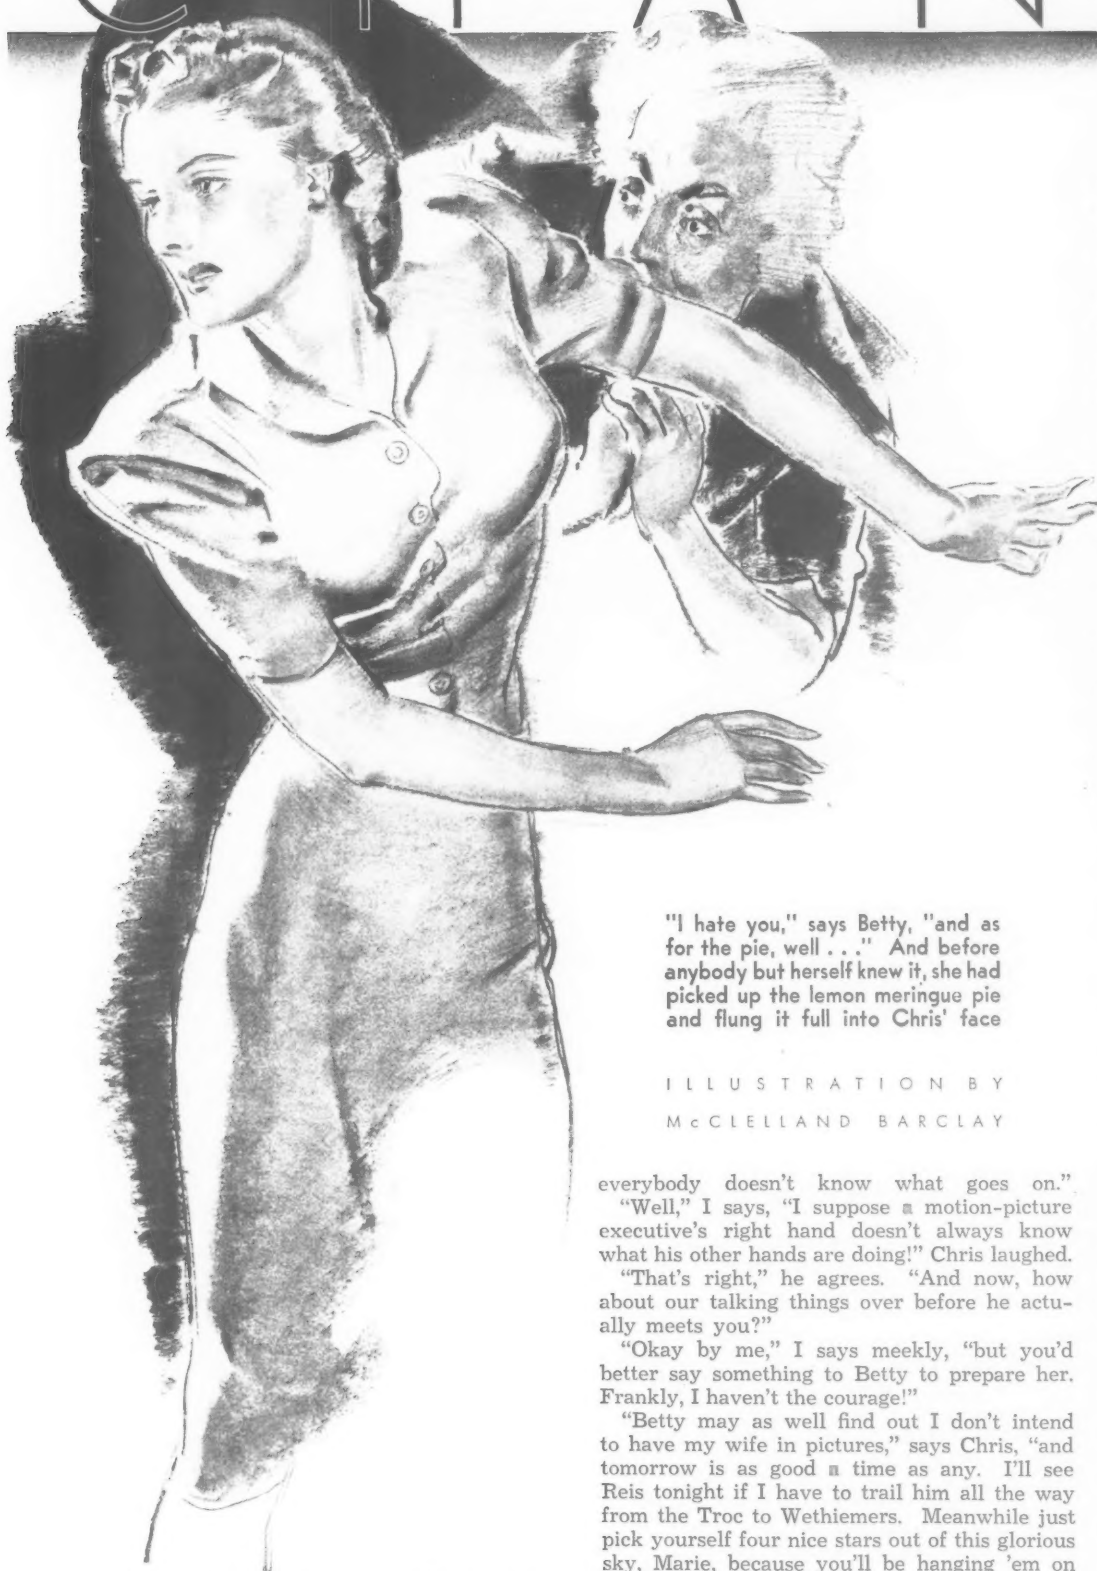 C H A N
"I hate you," says Betty, "and as
for the pie, well . . ." And before
anybody but herself knew it, she had
picked up the lemon meringue pie
and flung it full into Chris' face
ILLUSTRATION BY
McCLELLAND BARCLAY
everybody doesn't know what goes on."
"Well," I says, "I suppose a motion-picture
executive's right hand doesn't always know
what his other hands are doing!" Chris laughed.
"That's right," he agrees. "And now, how
about our talking things over before he actu-
ally meets you?"
"Okay by me," I says meekly, "but you'd
better say something to Betty to prepare her.
Frankly, I haven't the courage!"
"Betty may as well find out I don't intend
to have my wife in pictures," says Chris, "and
tomorrow is as good a time as any. I'll see
Reis tonight if I have to trail him all the way
from the Troc to Wethiemers. Meanwhile just
pick yourself four nice stars out of this glorious
sky, Marie, because you'll be hanging 'em on